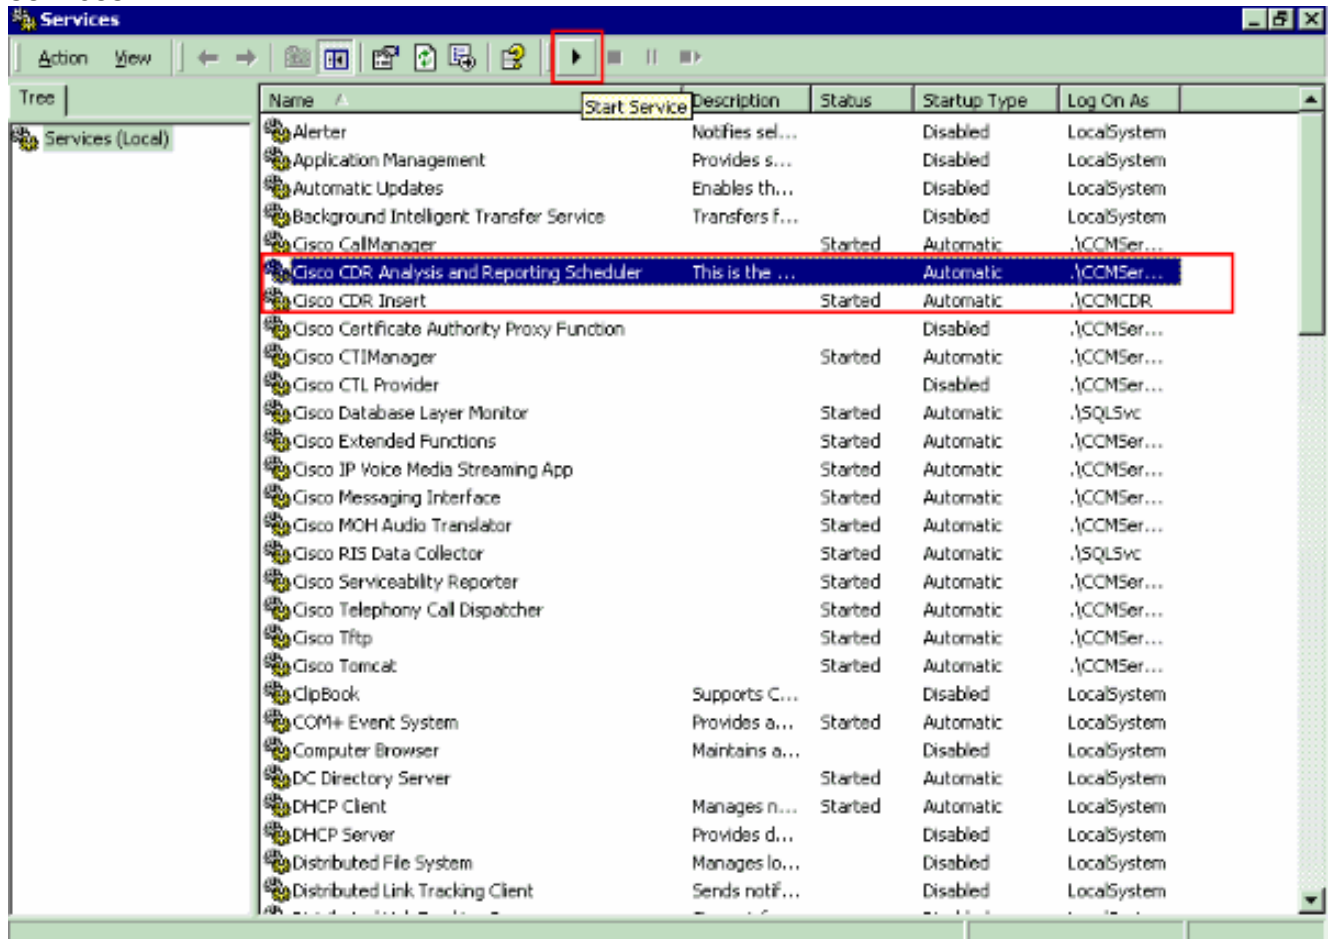 Services
Action View
Tree
Name Description Status Startup Type Log On As
Start Service
Services (Local)
Alerter Notifies sel... Disabled LocalSystem
Application Management Provides s... Disabled LocalSystem
Automatic Updates Enables th... Disabled LocalSystem
Background Intelligent Transfer Service Transfers f... Disabled LocalSystem
Cisco CallManager Started Automatic .\CCMSer...
Cisco CDR Analysis and Reporting Scheduler This is the ... Automatic .\CCMSer...
Cisco CDR Insert Started Automatic .\CCMCDR
Cisco Certificate Authority Proxy Function Disabled .\CCMSer...
Cisco CTIManager Started Automatic .\CCMSer...
Cisco CTL Provider Disabled .\CCMSer...
Cisco Database Layer Monitor Started Automatic .\SQLSvc
Cisco Extended Functions Started Automatic .\CCMSer...
Cisco IP Voice Media Streaming App Started Automatic .\CCMSer...
Cisco Messaging Interface Started Automatic .\CCMSer...
Cisco MOH Audio Translator Started Automatic .\CCMSer...
Cisco RIS Data Collector Started Automatic .\SQLSvc
Cisco Serviceability Reporter Started Automatic .\CCMSer...
Cisco Telephony Call Dispatcher Started Automatic .\CCMSer...
Cisco Tftp Started Automatic .\CCMSer...
Cisco Tomcat Started Automatic .\CCMSer...
ClipBook Supports C... Disabled LocalSystem
COM+ Event System Provides a... Started Automatic LocalSystem
Computer Browser Maintains a... Disabled LocalSystem
DC Directory Server Started Automatic LocalSystem
DHCP Client Manages n... Started Automatic LocalSystem
DHCP Server Provides d... Disabled LocalSystem
Distributed File System Manages lo... Disabled LocalSystem
Distributed Link Tracking Client Sends notif... Disabled LocalSystem